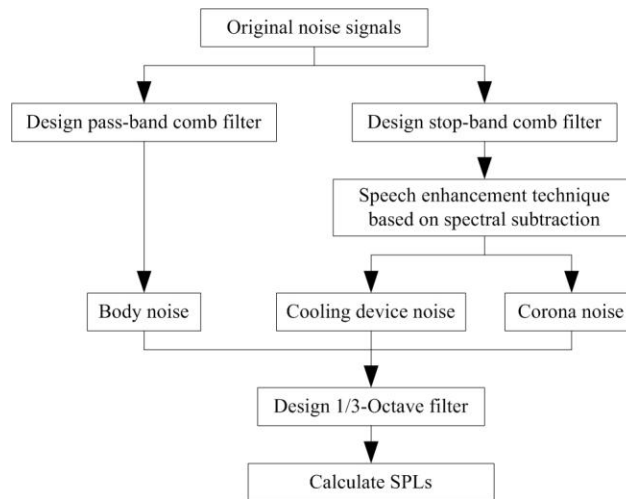 Original noise signals
Design pass-band comb filter
Design stop-band comb filter
Speech enhancement technique
based on spectral subtraction
Body noise
Cooling device noise
Corona noise
Design 1/3-Octave filter
Calculate SPLs